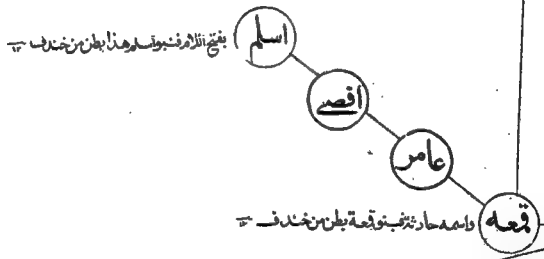 اسلم
بفتح اللام فبنو اسلم هذا بطن من خندف
افصى
عامر
قمعه
واسمه حارثة فبنو قمعة بطن من خندف